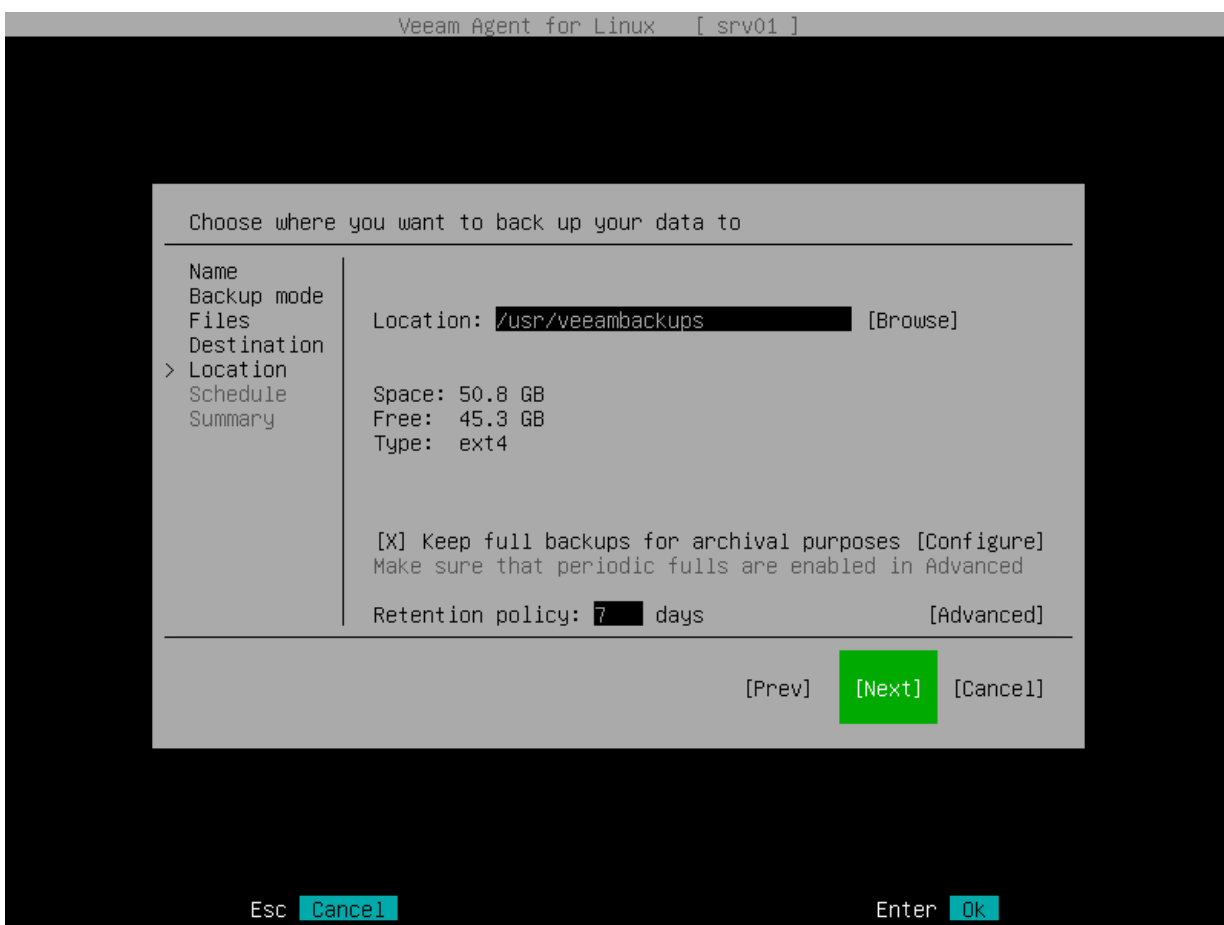 Veeam Agent for Linux [ srv01 ]
Choose where you want to back up your data to
Name
Backup mode
Files
Destination
> Location
Schedule
Summary
Location: /usr/veeambackups [Browse]
Space: 50.8 GB
Free: 45.3 GB
Type: ext4
[X] Keep full backups for archival purposes [Configure]
Make sure that periodic fulls are enabled in Advanced
Retention policy: 7 days [Advanced]
[Prev] [Next] [Cancel]
Esc Cancel Enter Ok